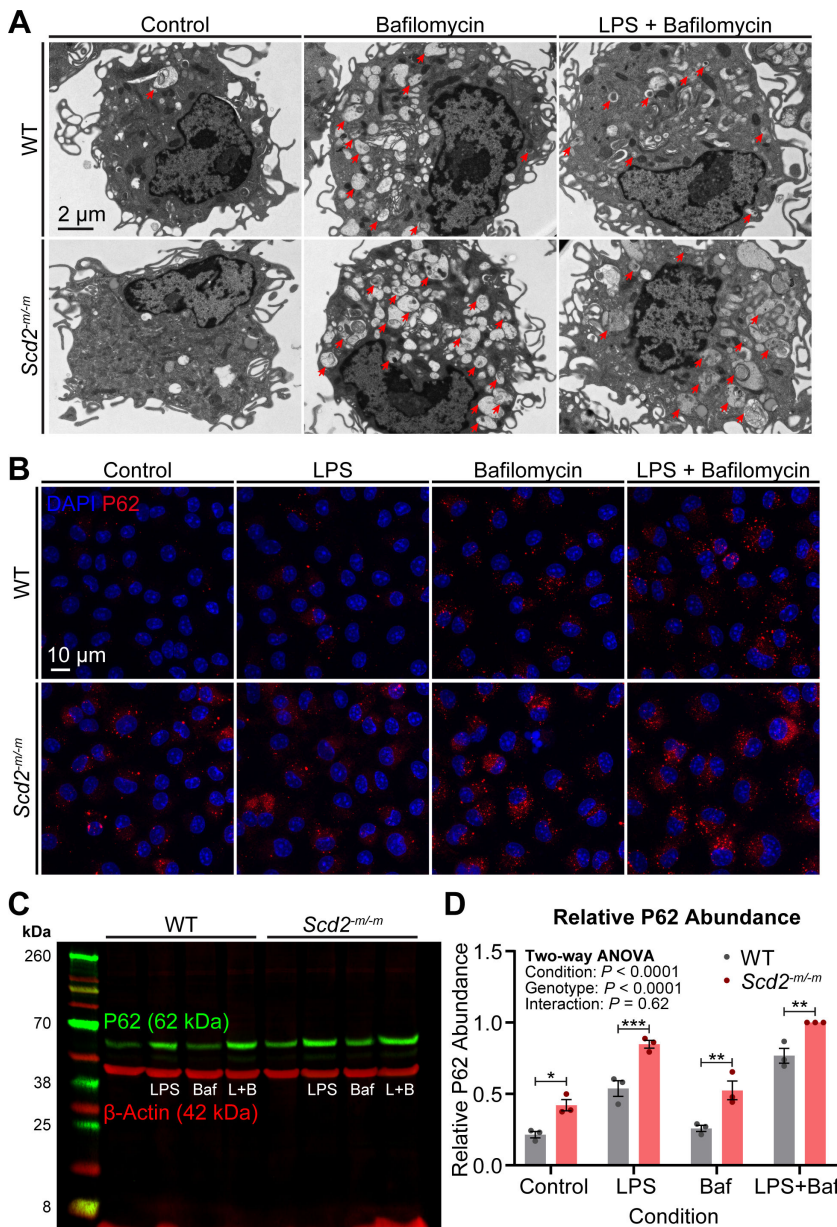 A
Control
Bafilomycin
LPS + Bafilomycin
WT
2 µm
Scd2-m/-m
B
Control
LPS
Bafilomycin
LPS + Bafilomycin
DAPI P62
WT
10 µm
Scd2-m/-m
C
WT
Scd2-m/-m
kDa
260
70
P62 (62 kDa)
38
LPS Baf L+B LPS Baf L+B
β-Actin (42 kDa)
25
8
D
Relative P62 Abundance
Two-way ANOVA
Condition: P < 0.0001
Genotype: P < 0.0001
Interaction: P = 0.62
WT
Scd2-m/-m
Relative P62 Abundance
1.5
1.0
0.5
0.0
*
***
**
**
Control LPS Baf LPS+Baf
Condition